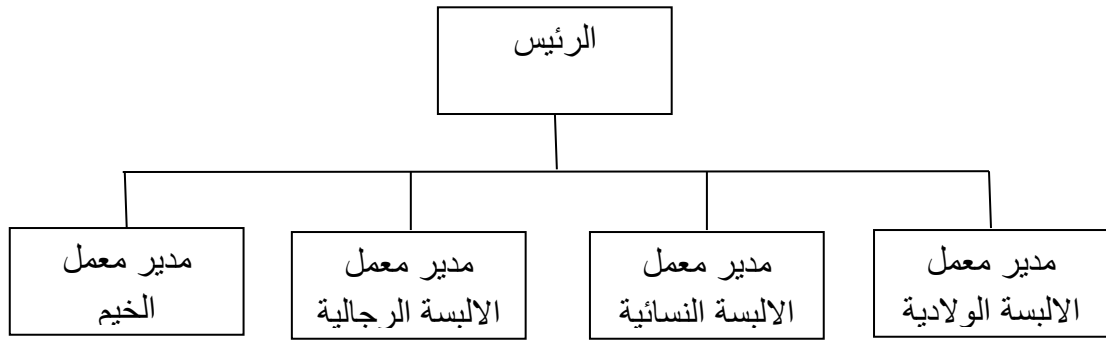 الرئيس
مدير معمل
الالبسة الولادية
مدير معمل
الالبسة النسائية
مدير معمل
الالبسة الرجالية
مدير معمل
الخيم